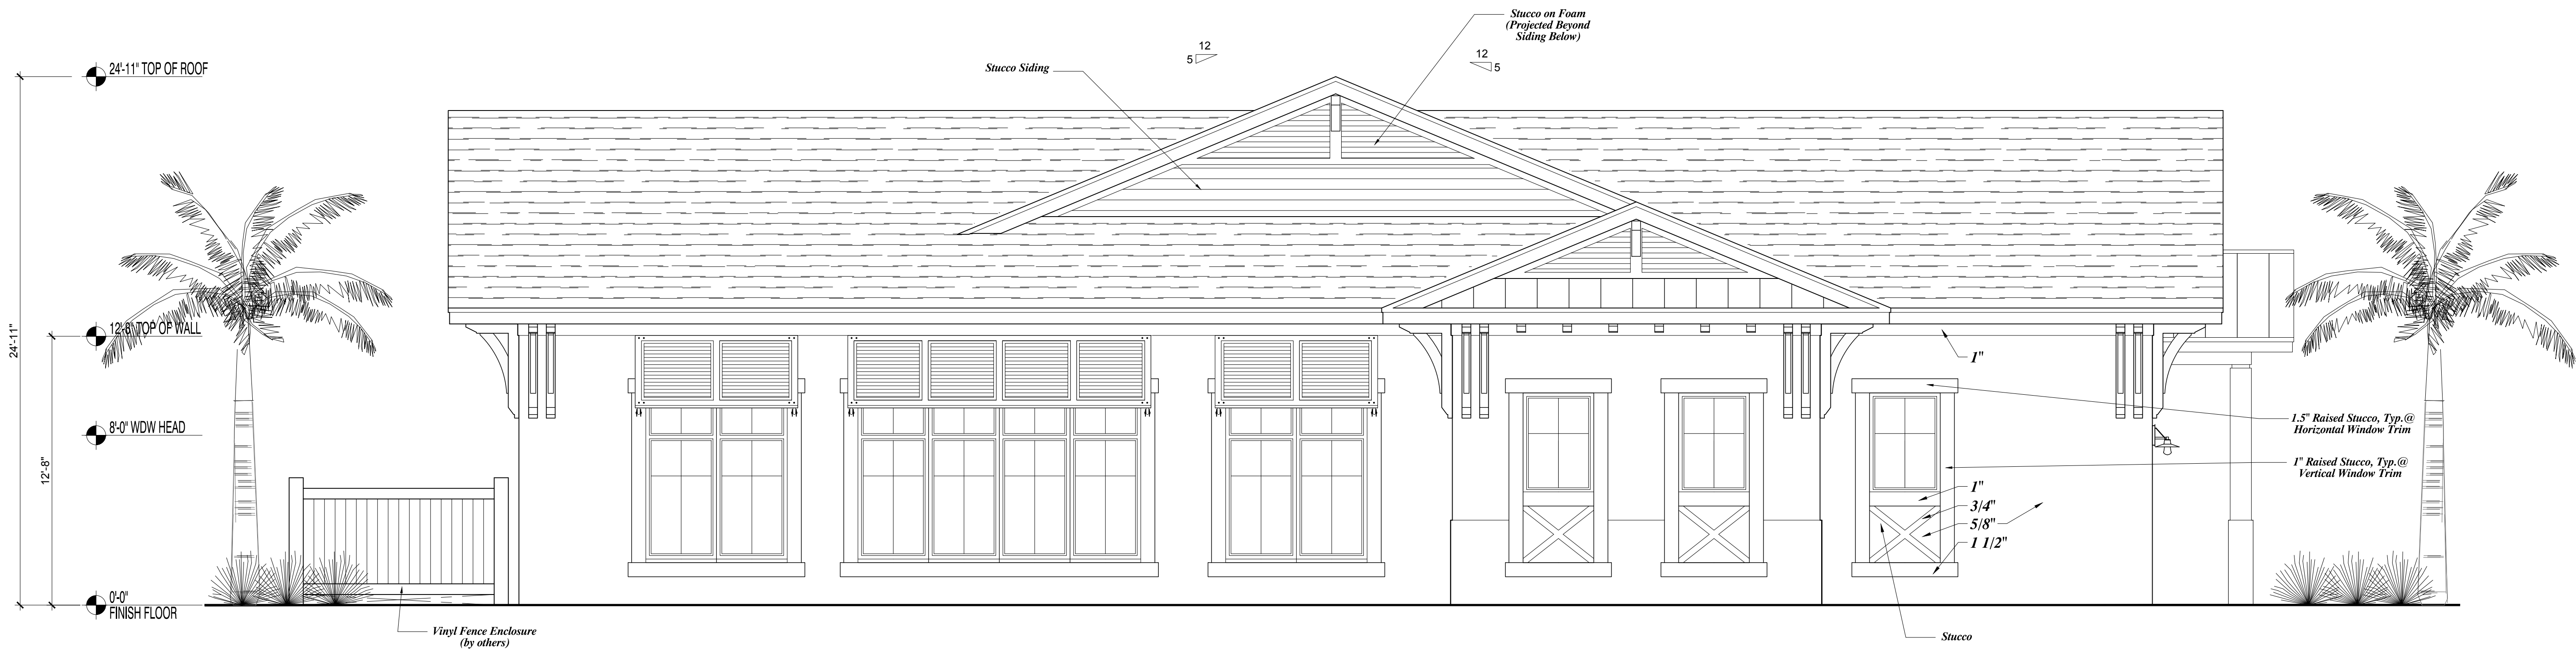 Stucco on Foam
(Projected Beyond
Siding Below)
12
5
12
5
24'-11" TOP OF ROOF
Stucco Siding
24'-11"
12'-8" TOP OF WALL
1"
8'-0" WDW HEAD
1.5" Raised Stucco, Typ.@
Horizontal Window Trim
12'-8"
1" Raised Stucco, Typ.@
Vertical Window Trim
1"
3/4"
5/8"
1 1/2"
0'-0"
FINISH FLOOR
Vinyl Fence Enclosure
(by others)
Stucco